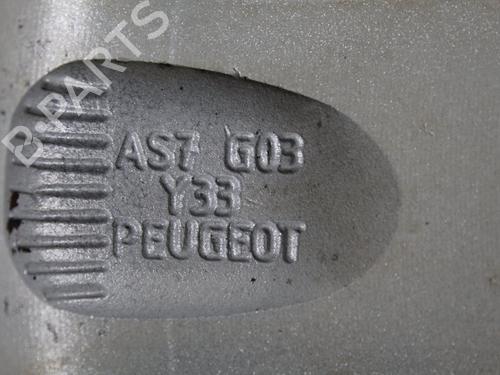 B-PARTS
AS7 G03
Y33
PEUGEOT